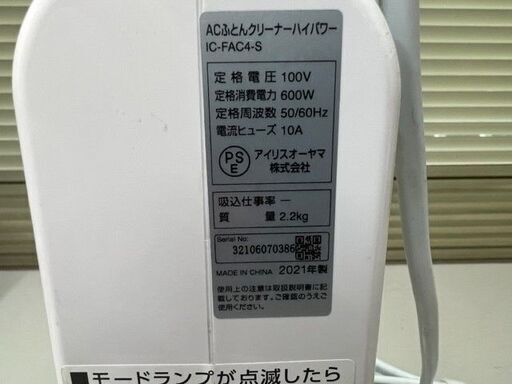 ACふとんクリーナーハイパワー
IC-FAC4-S
定格電圧 100V
定格消費電力 600W
定格周波数 50/60Hz
電流ヒューズ 10A
PS
E
アイリスオーヤマ
株式会社
吸込仕事率 ―
質量 2.2kg
Serial No.
32106070386
MADE IN CHINA 2021年製
使用上の注意は取扱説明書に記
載しております。ご確認のうえご
使用ください。
■モードランプが点滅したら